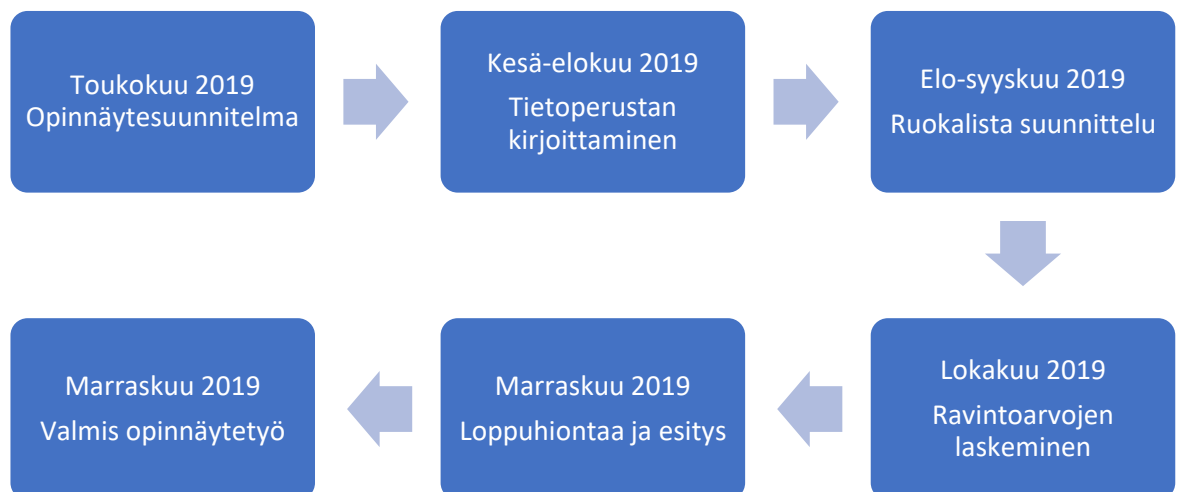 Toukokuu 2019
Opinnäytesuunnitelma
Kesä-elokuu 2019
Tietoperustan
kirjoittaminen
Elo-syyskuu 2019
Ruokalista suunnittelu
Lokakuu 2019
Ravintoarvojen
laskeminen
Marraskuu 2019
Loppuhiontaa ja esitys
Marraskuu 2019
Valmis opinnäytetyö